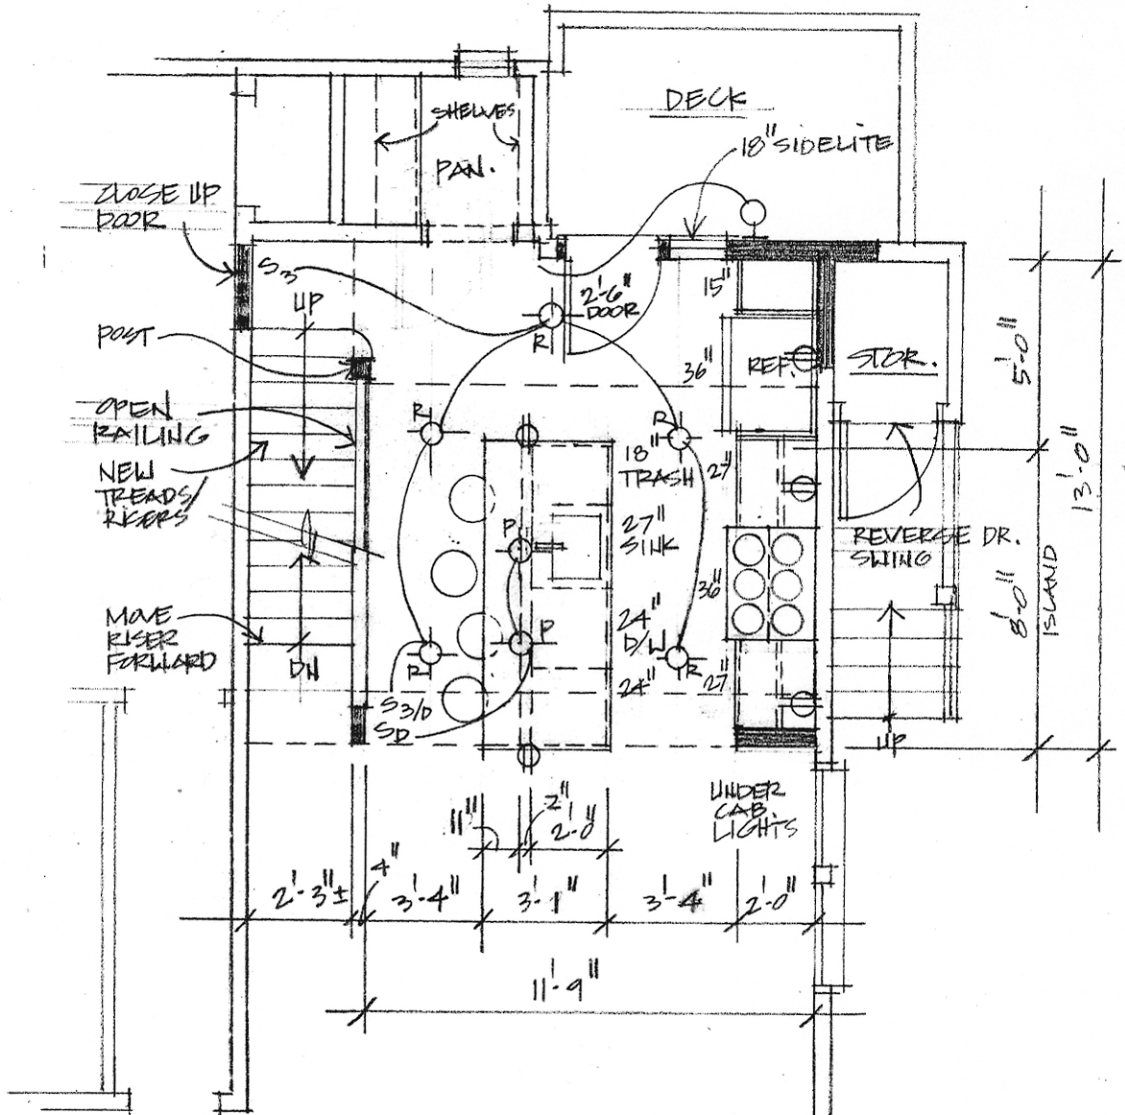 DECK
SHELVES
18" SIDELITE
PAN.
CLOSE UP
DOOR
S3
UP
2'-6"
DOOR
15"
R
POST
36"
REF.
STOR.
5'-0"
OPEN
RAILING
R
R
18"
TRASH
27"
NEW
TREADS/
RISERS
13'-0"
P
27"
SINK
REVERSE DR.
SWING
36"
8'-0"
ISLAND
MOVE
RISER
FORWARD
24"
D/W
P
DN
R
R
24"
27"
S3/D
SD
UP
UNDER
CAB.
LIGHTS
11"
2"
2'-0"
4"
2'-3"±
3'-4"
3'-1"
3'-4"
2'-0"
11'-9"